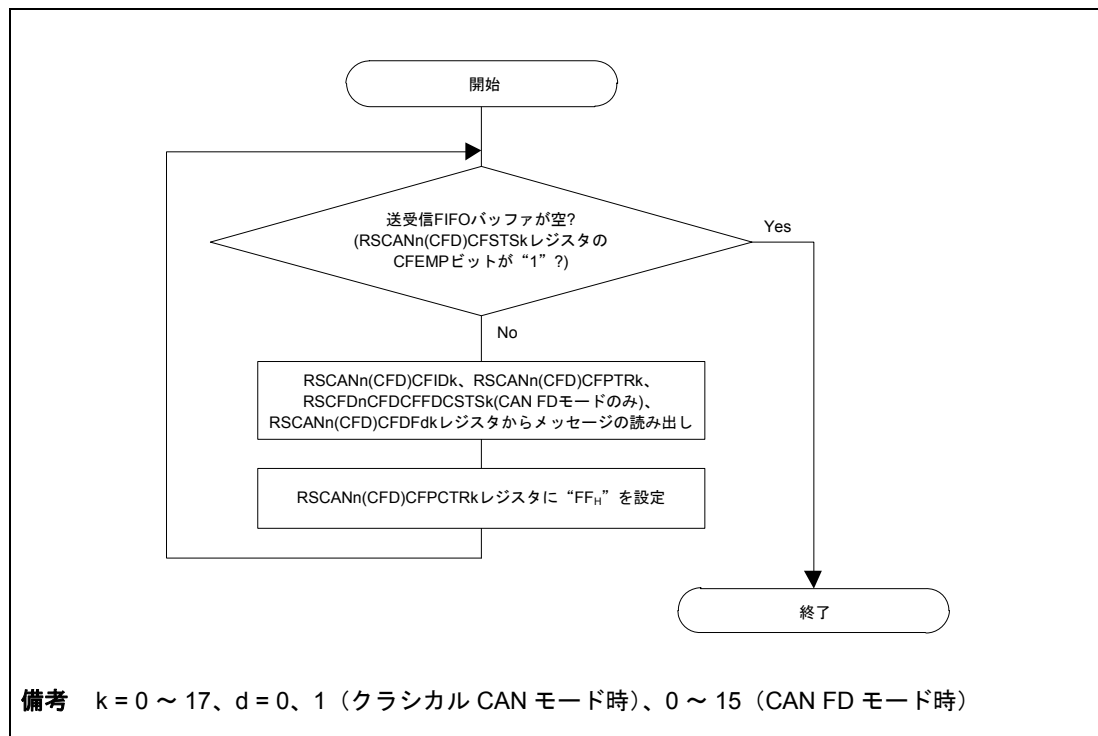 開始
送受信FIFOバッファが空?
(RSCANn(CFD)CFSTSkレジスタの
CFEMPビットが“1”?)
Yes
No
RSCANn(CFD)CFIDk、RSCANn(CFD)CFPTRk、
RSCFDnCFDCFFDCSTSk(CAN FDモードのみ)、
RSCANn(CFD)CFDFdkレジスタからメッセージの読み出し
RSCANn(CFD)CFPCTRkレジスタに“FFH”を設定
終了
備考 k = 0 ~ 17、d = 0、1（クラシカル CAN モード時）、0 ~ 15（CAN FD モード時）